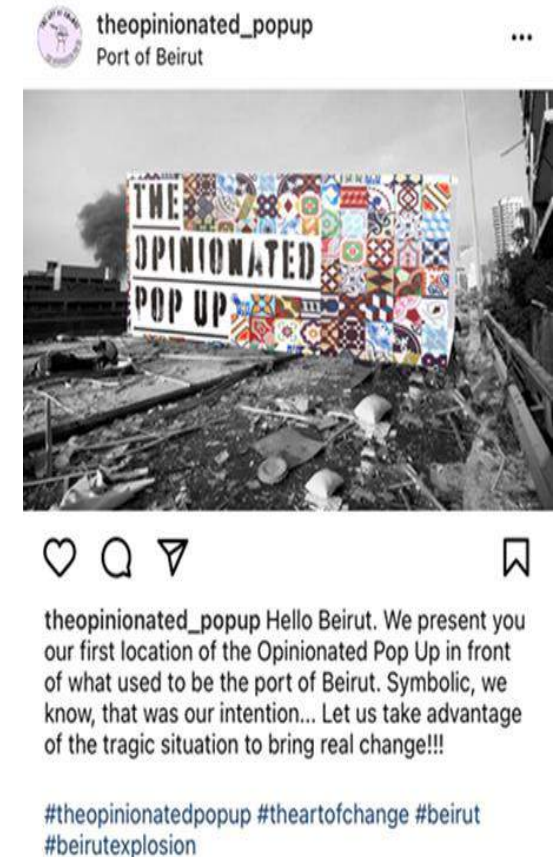 theopinionated_popup
Port of Beirut
THE
OPINIONATED
POP UP
theopinionated_popup Hello Beirut. We present you
our first location of the Opinionated Pop Up in front
of what used to be the port of Beirut. Symbolic, we
know, that was our intention... Let us take advantage
of the tragic situation to bring real change!!!
#theopinionatedpopup #theartofchange #beirut
#beirutexplosion